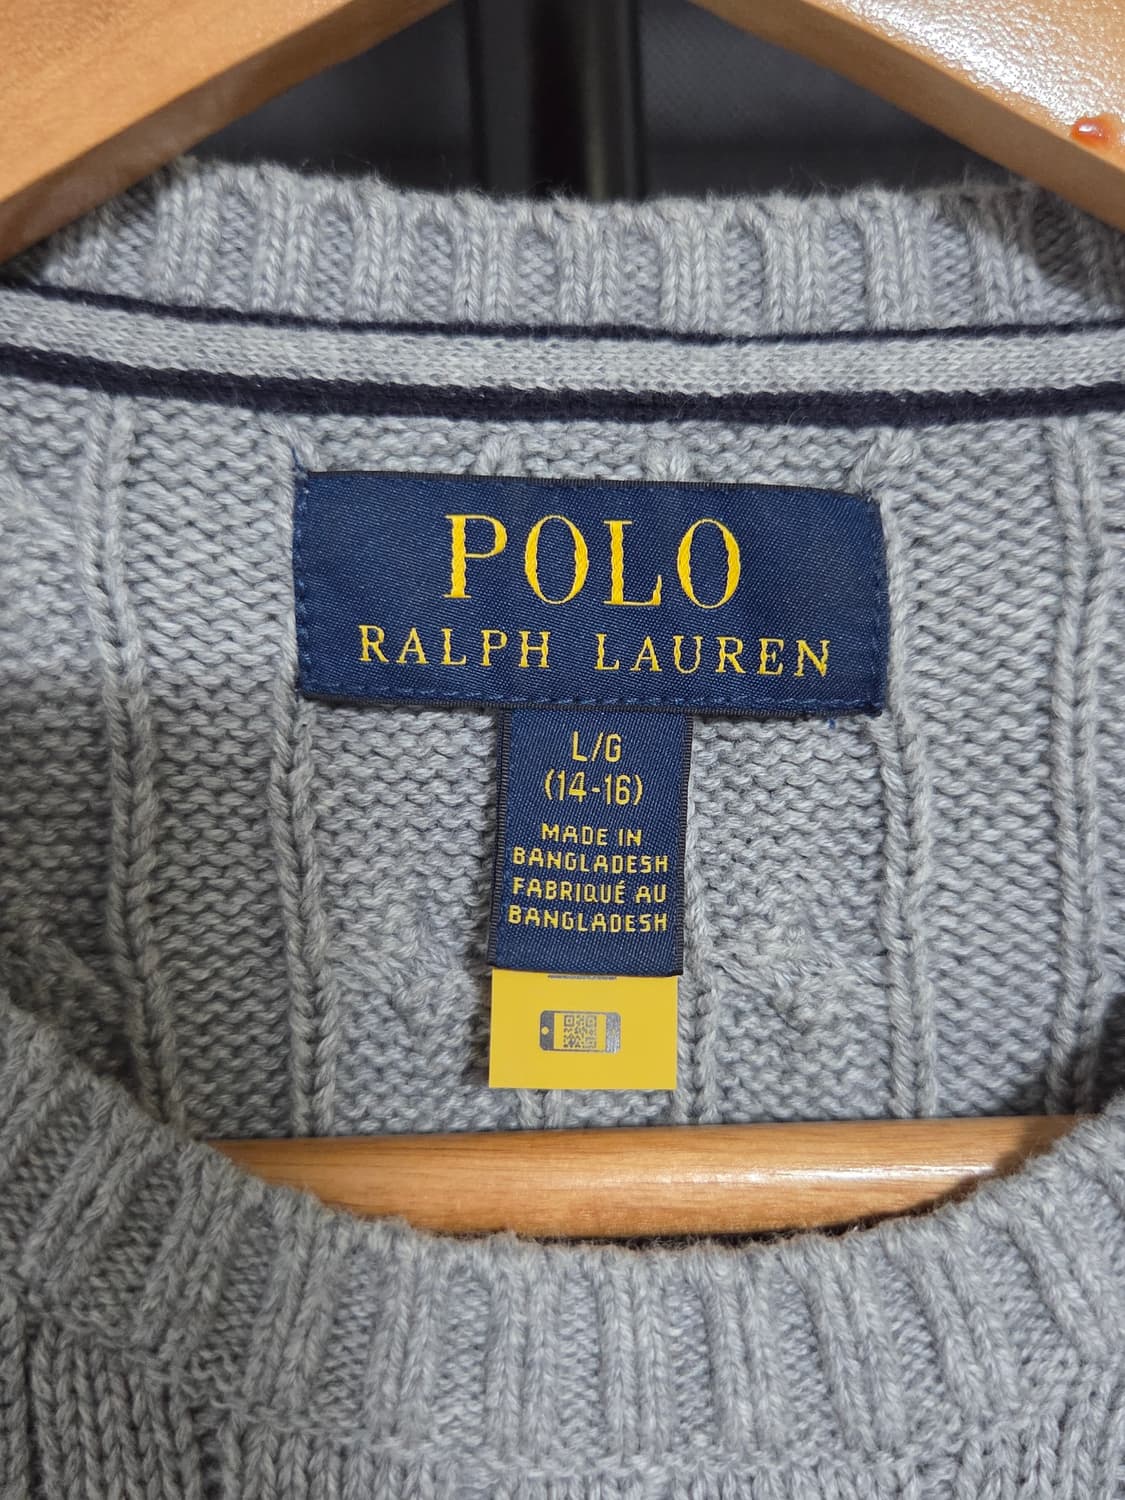 POLO
RALPH LAUREN
L/G
(14-16)
MADE IN
BANGLADESH
FABRIQUÉ AU
BANGLADESH